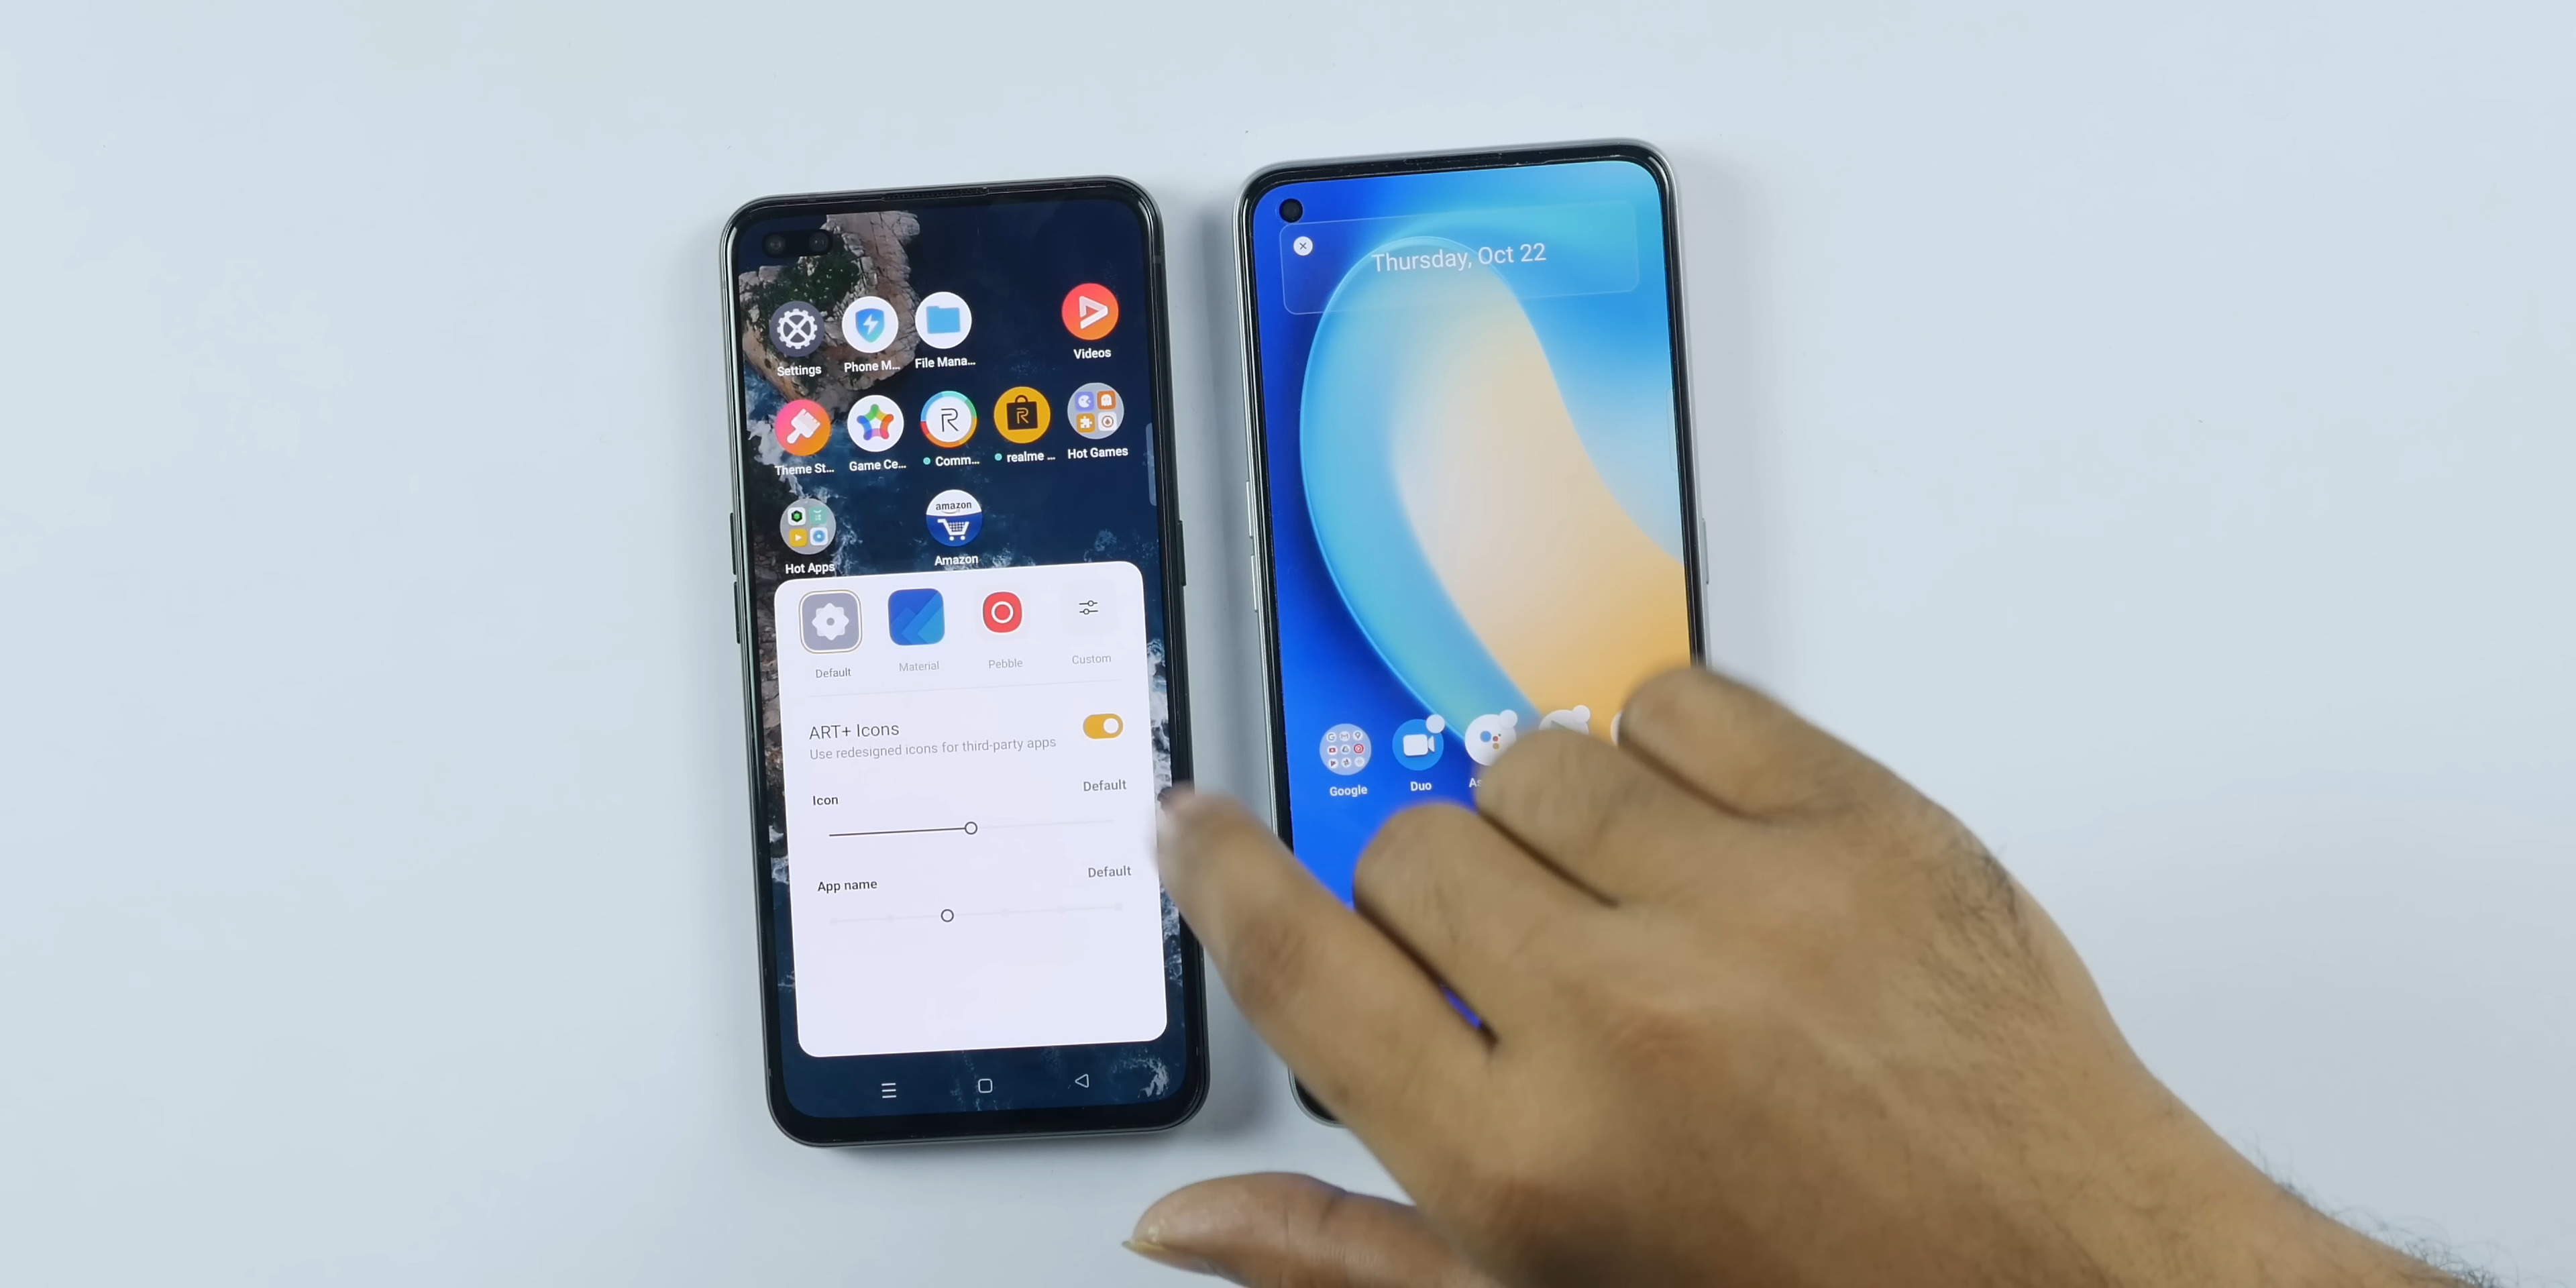 Settings
Phone M...
File Mana...
Videos
Theme St...
Game Ce...
Comm...
realme ...
Hot Games
Hot Apps
amazon
Amazon
Default
Material
Pebble
Custom
ART+ Icons
Use redesigned icons for third-party apps
Icon
Default
App name
Default
Thursday, Oct 22
Google
Duo